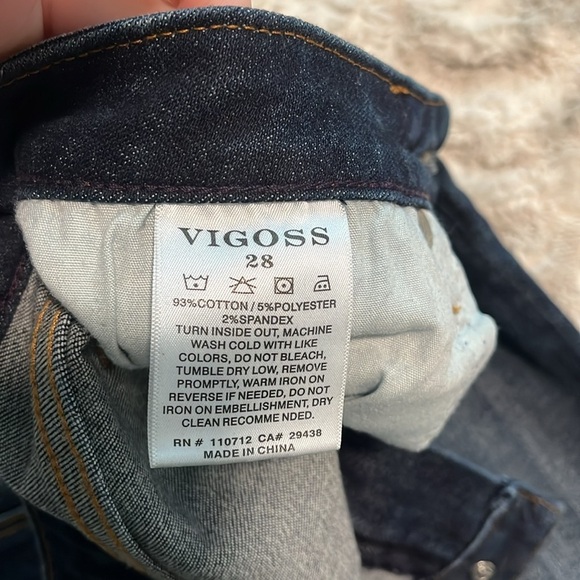 VIGOSS
28
93%COTTON/5%POLYESTER
2%SPANDEX
TURN INSIDE OUT, MACHINE
WASH COLD WITH LIKE
COLORS, DO NOT BLEACH,
TUMBLE DRY LOW, REMOVE
PROMPTLY, WARM IRON ON
REVERSE IF NEEDED, DO NOT
IRON ON EMBELLISHMENT, DRY
CLEAN RECOMME NDED.
RN # 110712 CA# 29438
MADE IN CHINA